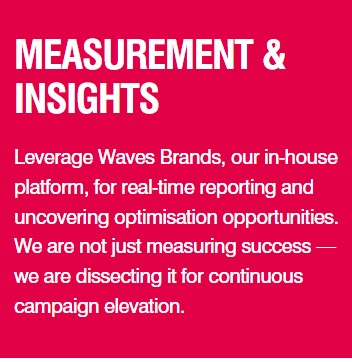 MEASUREMENT &
INSIGHTS
Leverage Waves Brands, our in-house
platform, for real-time reporting and
uncovering optimisation opportunities.
We are not just measuring success —
we are dissecting it for continuous
campaign elevation.